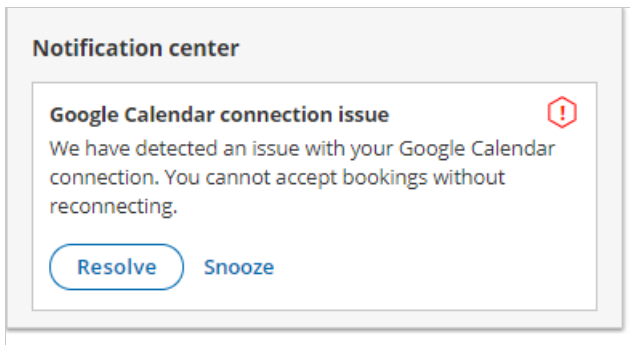 Notification center
Google Calendar connection issue
We have detected an issue with your Google Calendar
connection. You cannot accept bookings without
reconnecting.
Resolve Snooze